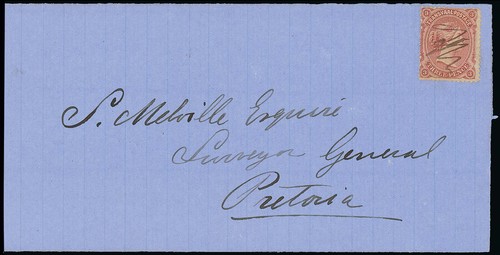 S. Melville Esquire
Surveyor General
Pretoria